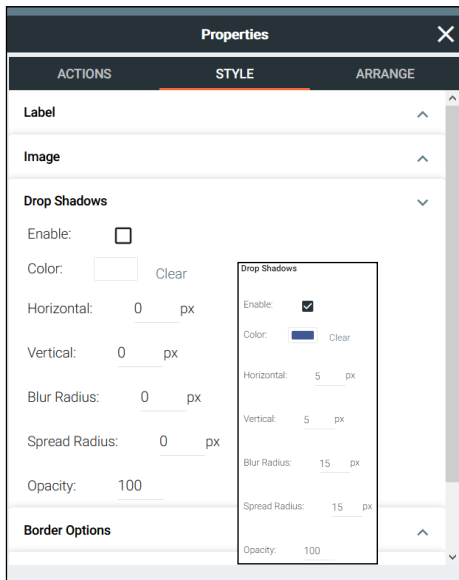 Properties
ACTIONS STYLE ARRANGE
Label
Image
Drop Shadows
Enable:
Color: Clear
Horizontal: 0 px
Vertical: 0 px
Blur Radius: 0 px
Spread Radius: 0 px
Opacity: 100
Border Options
Drop Shadows
Enable:
Color: Clear
Horizontal: 5 px
Vertical: 5 px
Blur Radius: 15 px
Spread Radius: 15 px
Opacity: 100